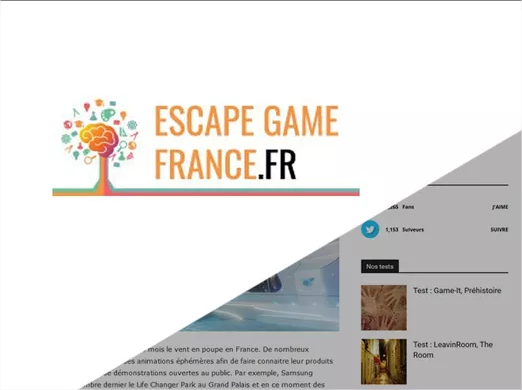 ESCAPE GAME
FRANCE.FR
Fans
J'AIME
1,153 Suiveurs
SUIVRE
Nos tests
Test : Game-It, Préhistoire
Test : LeavinRoom, The
Room
mois le vent en poupe en France. De nombreux
es animations éphémères afin de faire connaitre leur produits
de démonstrations ouvertes au public. Par exemple, Samsung
mbre dernier le Life Changer Park au Grand Palais et en ce moment des